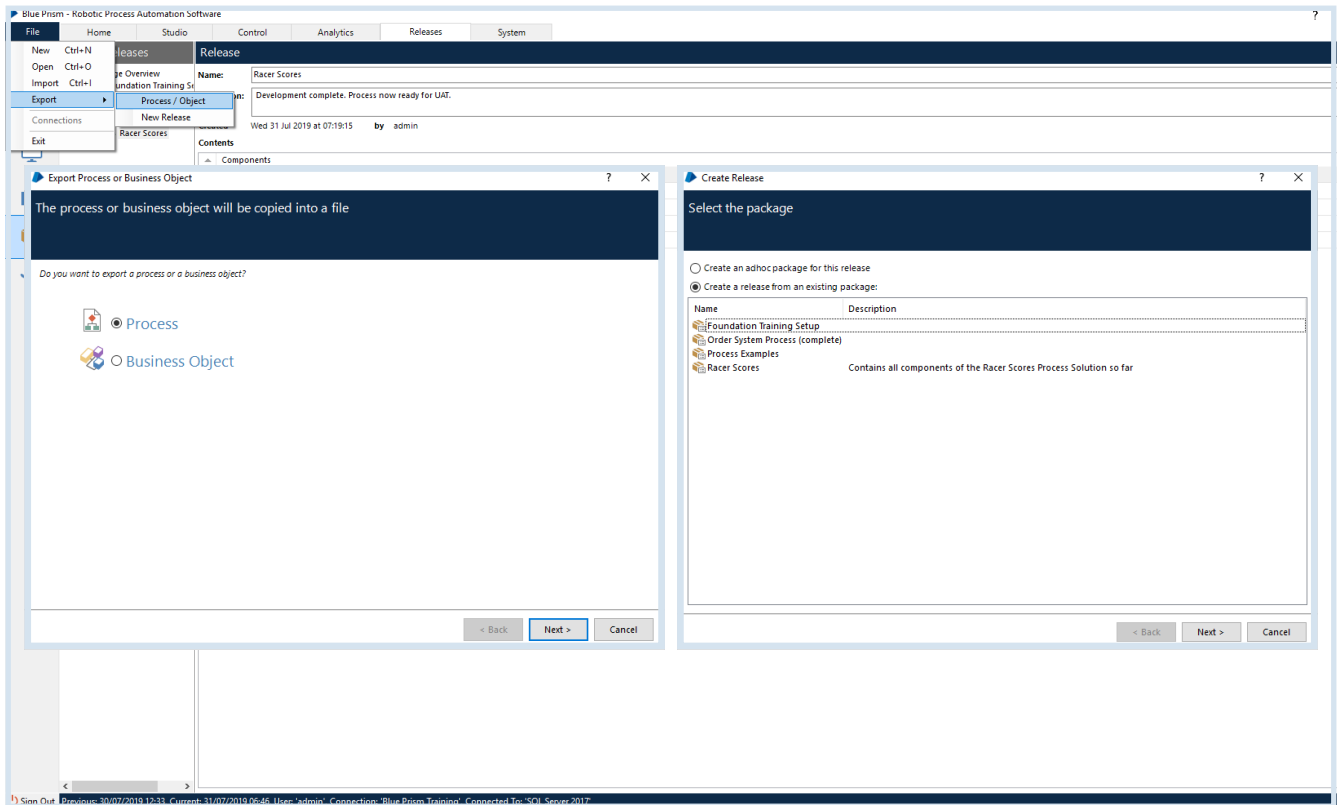 Blue Prism - Robotic Process Automation Software
?
File Home Studio Control Analytics Releases System
New Ctrl+N
Open Ctrl+O
Import Ctrl+I
Export
Connections
Exit
Process / Object
New Release
Racer Scores
Release
Name: Racer Scores
Development complete. Process now ready for UAT.
Wed 31 Jul 2019 at 07:19:15 by admin
Contents
Components
Export Process or Business Object ? X
The process or business object will be copied into a file
Do you want to export a process or a business object?
Process
Business Object
< Back Next > Cancel
Create Release ? X
Select the package
Create an adhoc package for this release
Create a release from an existing package:
Name Description
Foundation Training Setup
Order System Process (complete)
Process Examples
Racer Scores Contains all components of the Racer Scores Process Solution so far
< Back Next > Cancel
Sign Out Previous: 30/07/2019 12:33. Current: 31/07/2019 06:46. User: 'admin'. Connection: 'Blue Prism Training'. Connected To: 'SQL Server 2017'